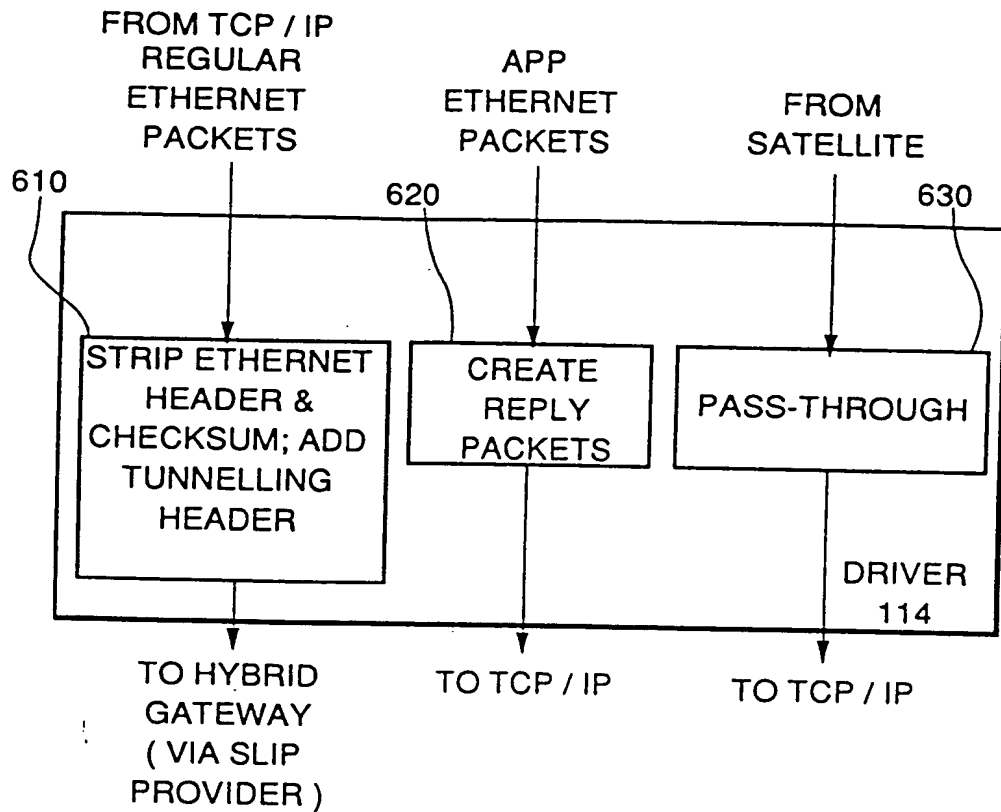 FROM TCP / IP
REGULAR
ETHERNET
PACKETS
APP
ETHERNET
PACKETS
FROM
SATELLITE
610
620
630
STRIP ETHERNET
HEADER &
CHECKSUM; ADD
TUNNELLING
HEADER
CREATE
REPLY
PACKETS
PASS-THROUGH
DRIVER
114
TO HYBRID
GATEWAY
( VIA SLIP
PROVIDER )
TO TCP / IP
TO TCP / IP